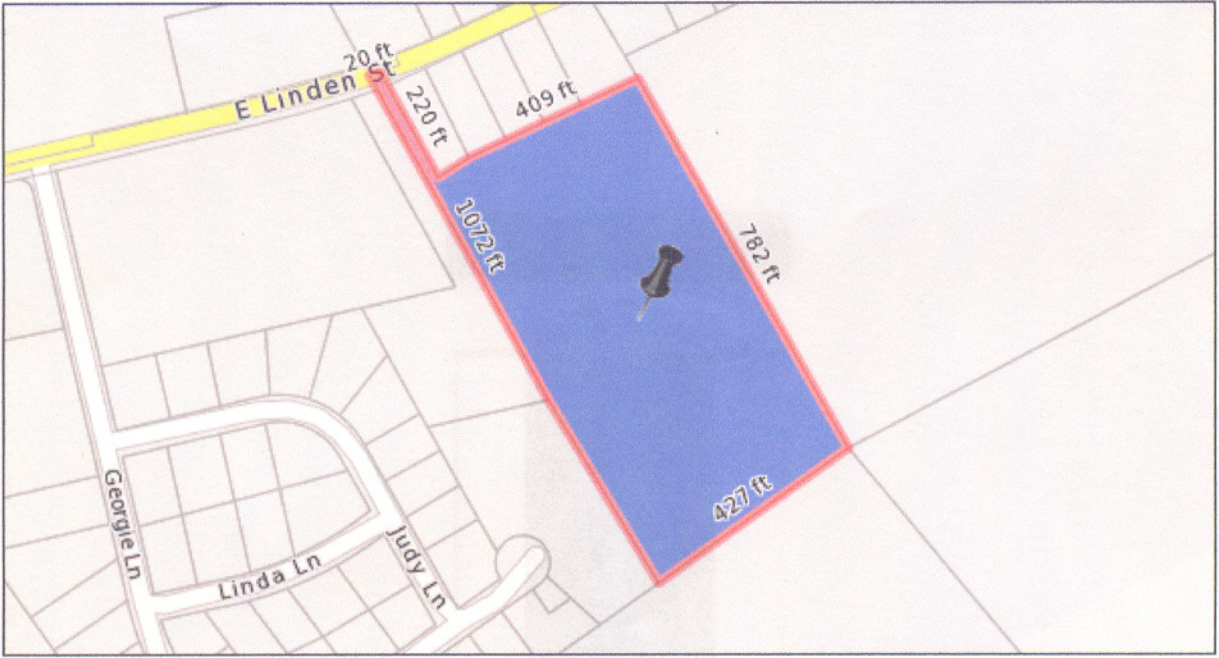 20 ft
E Linden St
220 ft
409 ft
1072 ft
782 ft
427 ft
Georgie Ln
Linda Ln
Judy Ln